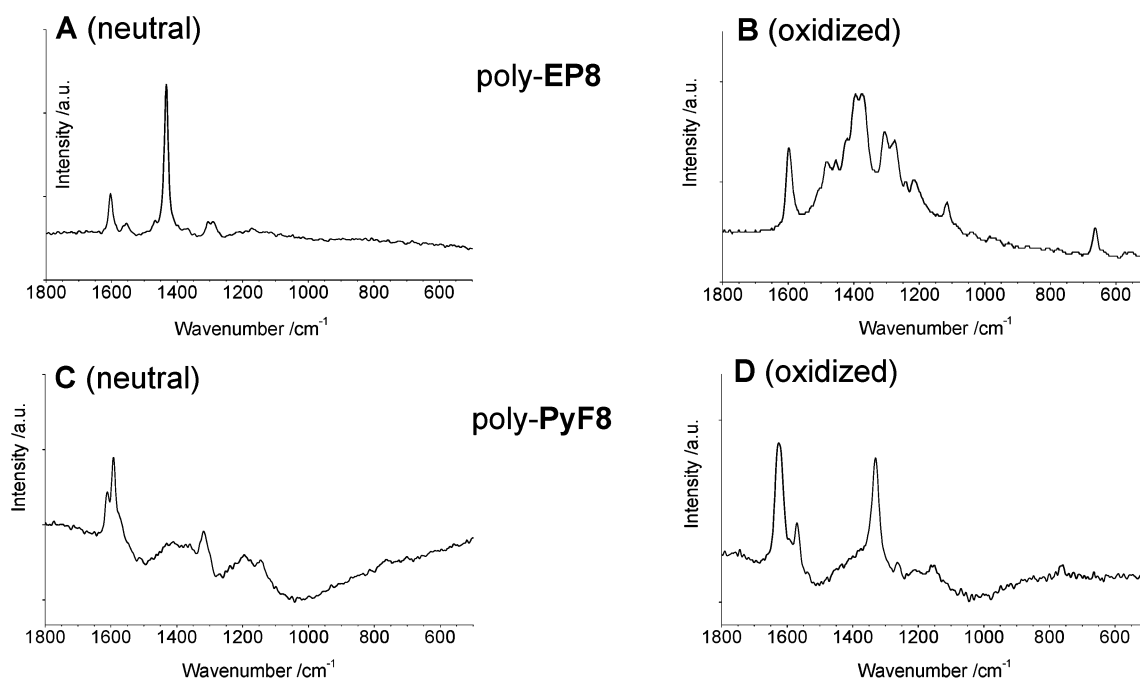 A (neutral)
Intensity /a.u.
1800 1600 1400 1200 1000 800 600
Wavenumber /cm⁻¹
poly-EP8
B (oxidized)
Intensity /a.u.
1800 1600 1400 1200 1000 800 600
Wavenumber /cm⁻¹
C (neutral)
Intensity /a.u.
1800 1600 1400 1200 1000 800 600
Wavenumber /cm⁻¹
poly-PyF8
D (oxidized)
Intensity /a.u.
1800 1600 1400 1200 1000 800 600
Wavenumber /cm⁻¹